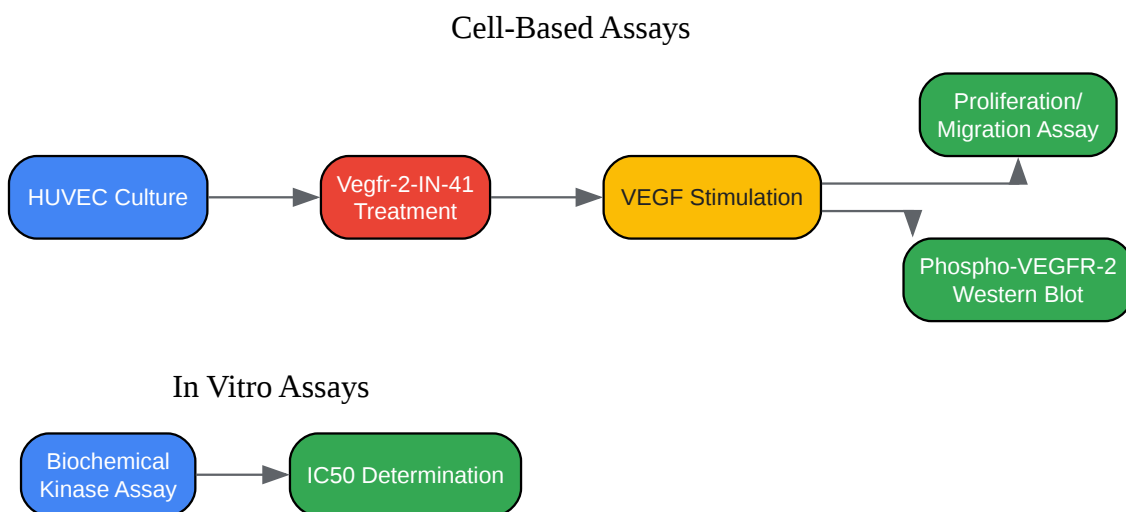 Cell-Based Assays
Proliferation/
Migration Assay
HUVEC Culture
Vegfr-2-IN-41
Treatment
VEGF Stimulation
Phospho-VEGFR-2
Western Blot
In Vitro Assays
Biochemical
Kinase Assay
IC50 Determination